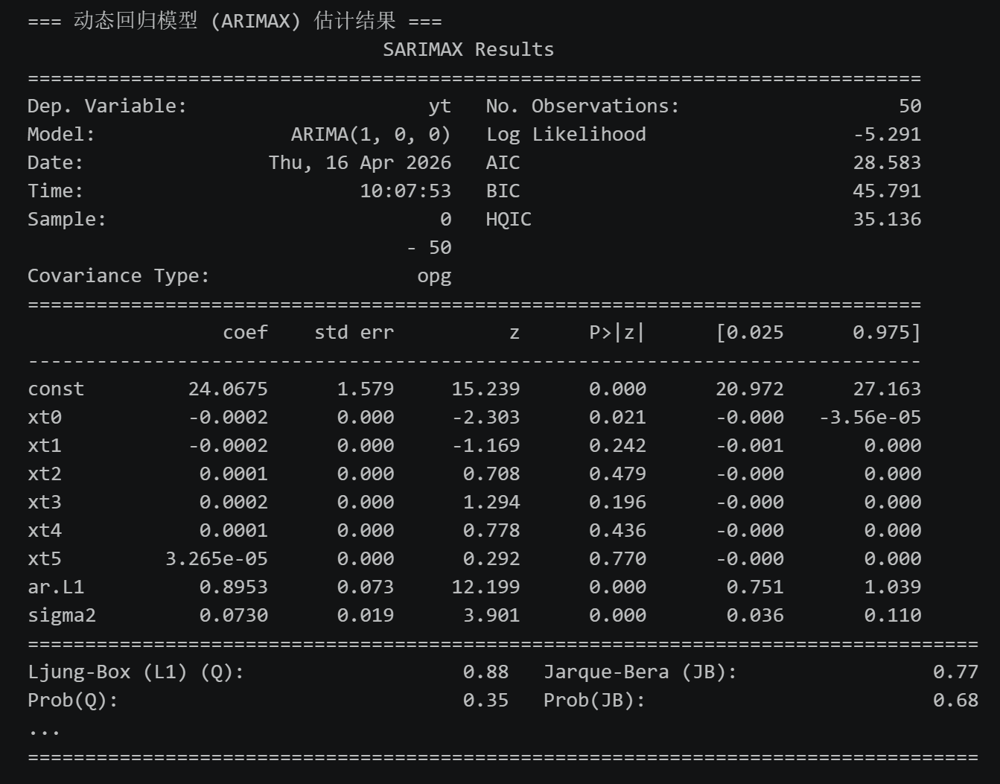 === 动态回归模型 (ARIMAX) 估计结果 ===
SARIMAX Results
==============================================================================
Dep. Variable:                     yt   No. Observations:                   50
Model:                 ARIMA(1, 0, 0)   Log Likelihood                  -5.291
Date:                Thu, 16 Apr 2026   AIC                             28.583
Time:                        10:07:53   BIC                             45.791
Sample:                             0   HQIC                            35.136
                                 - 50
Covariance Type:                  opg
==============================================================================
                 coef    std err          z      P>|z|      [0.025      0.975]
------------------------------------------------------------------------------
const         24.0675      1.579     15.239      0.000      20.972      27.163
xt0           -0.0002      0.000     -2.303      0.021      -0.000   -3.56e-05
xt1           -0.0002      0.000     -1.169      0.242      -0.001       0.000
xt2            0.0001      0.000      0.708      0.479      -0.000       0.000
xt3            0.0002      0.000      1.294      0.196      -0.000       0.000
xt4            0.0001      0.000      0.778      0.436      -0.000       0.000
xt5         3.265e-05      0.000      0.292      0.770      -0.000       0.000
ar.L1          0.8953      0.073     12.199      0.000       0.751       1.039
sigma2         0.0730      0.019      3.901      0.000       0.036       0.110
===================================================================================
Ljung-Box (L1) (Q):                   0.88   Jarque-Bera (JB):                 0.77
Prob(Q):                              0.35   Prob(JB):                         0.68
...
===================================================================================